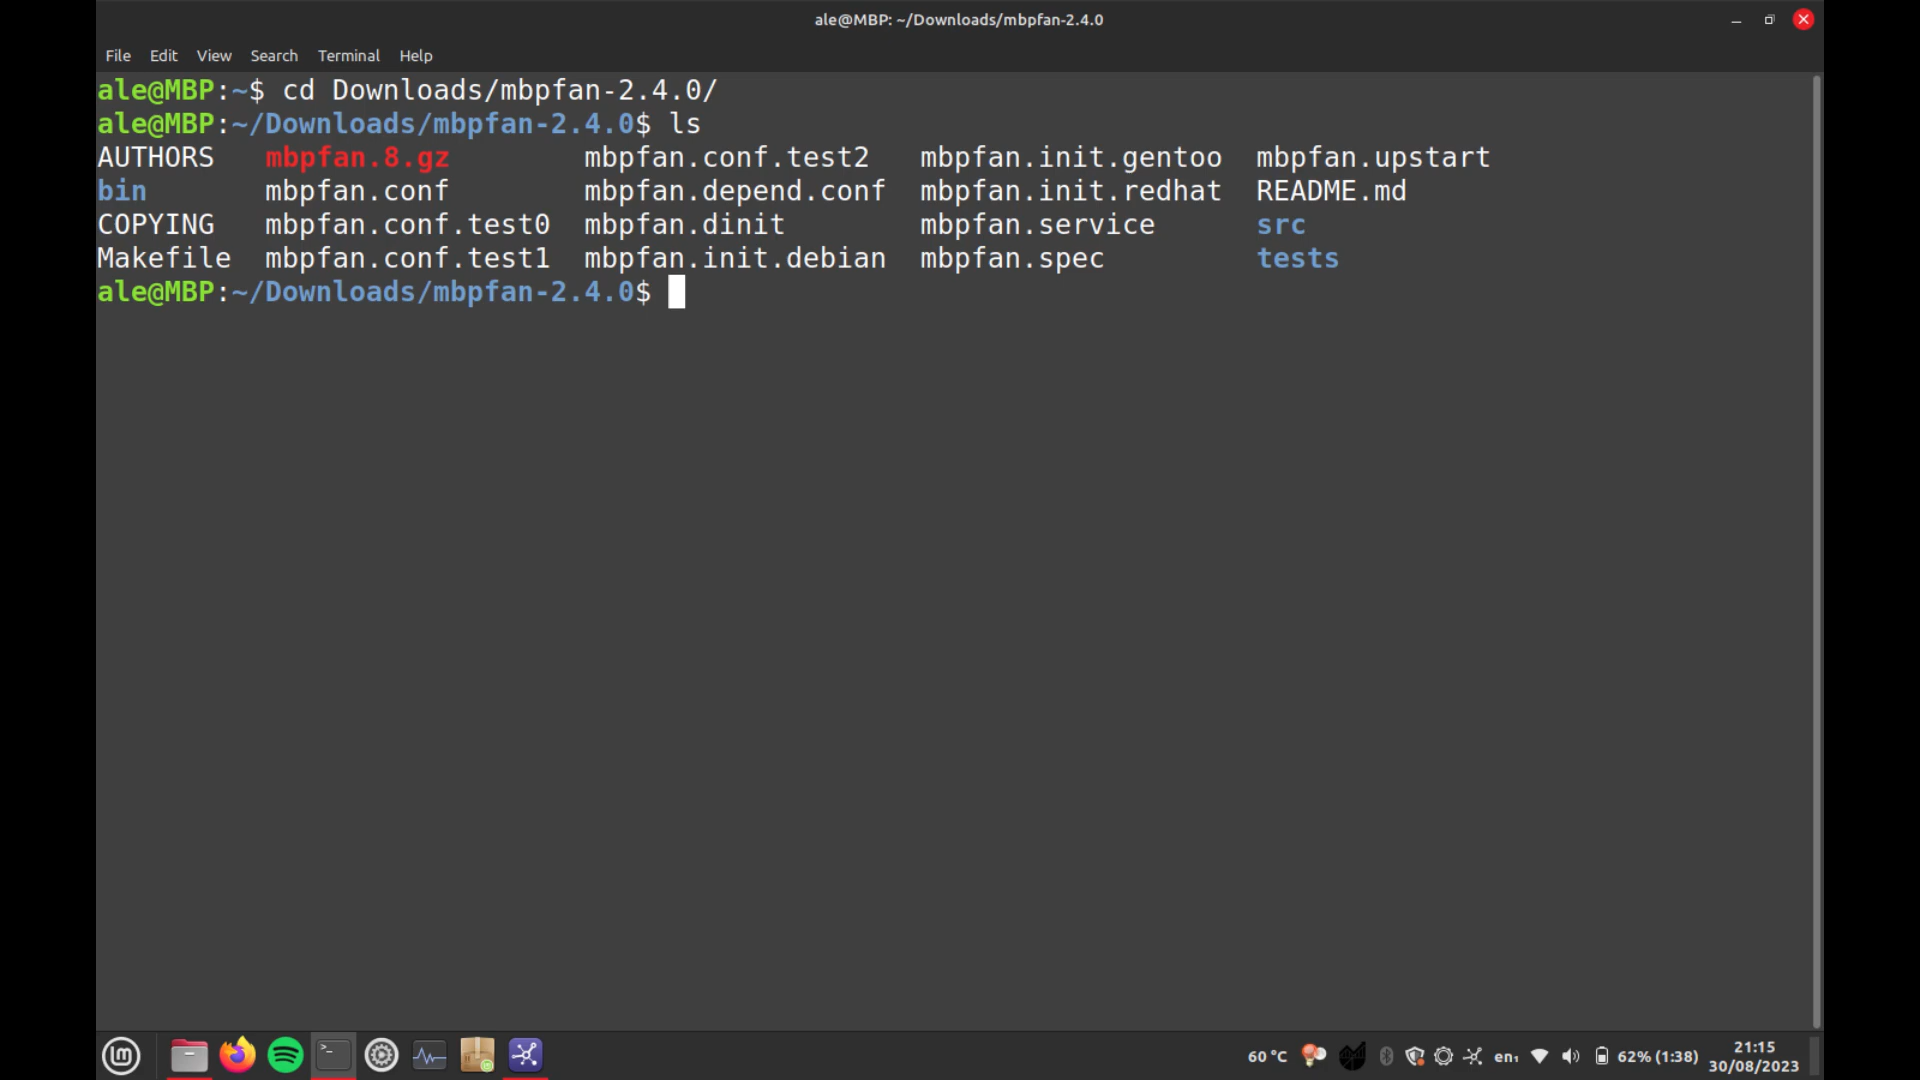 ale@MBP: ~/Downloads/mbpfan-2.4.0
File Edit View Search Terminal Help
ale@MBP:~$ cd Downloads/mbpfan-2.4.0/
ale@MBP:~/Downloads/mbpfan-2.4.0$ ls
AUTHORS mbpfan.8.gz mbpfan.conf.test2 mbpfan.init.gentoo mbpfan.upstart
bin mbpfan.conf mbpfan.depend.conf mbpfan.init.redhat README.md
COPYING mbpfan.conf.test0 mbpfan.dinit mbpfan.service src
Makefile mbpfan.conf.test1 mbpfan.init.debian mbpfan.spec tests
ale@MBP:~/Downloads/mbpfan-2.4.0$
60 °C en₁ 62% (1:38) 21:15
30/08/2023